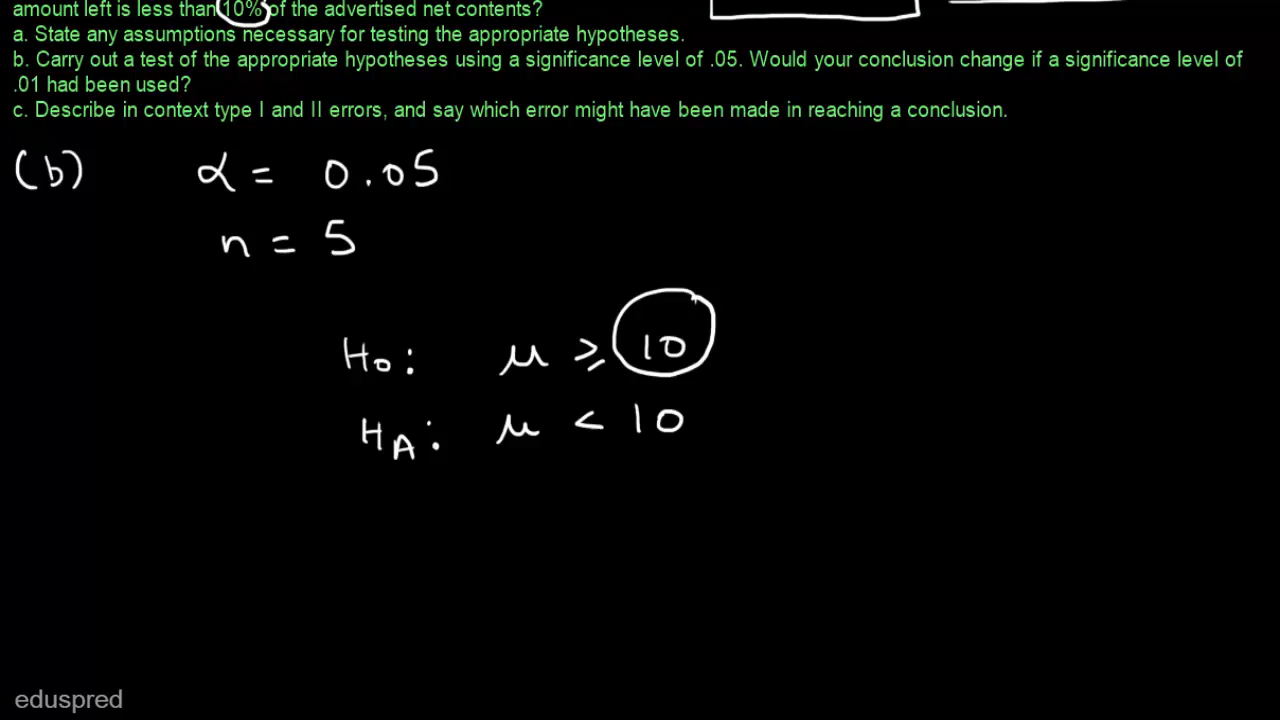 amount left is less than 10% of the advertised net contents?
a. State any assumptions necessary for testing the appropriate hypotheses.
b. Carry out a test of the appropriate hypotheses using a significance level of .05. Would your conclusion change if a significance level of
.01 had been used?
c. Describe in context type I and II errors, and say which error might have been made in reaching a conclusion.
(b) α = 0.05
n = 5
H₀: μ ≥ 10
H_A: μ < 10
eduspred